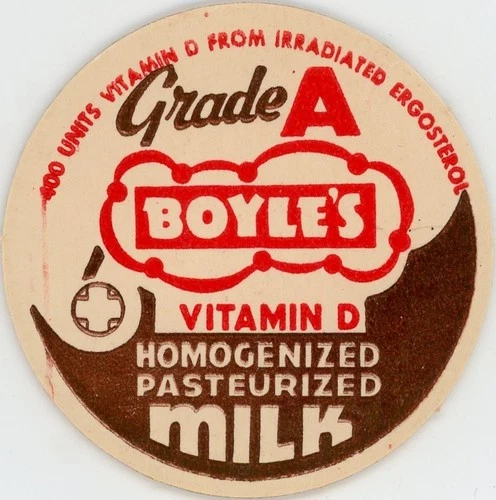 400 UNITS VITAMIN D FROM IRRADIATED ERGOSTEROL
Grade A
BOYLE'S
VITAMIN D
HOMOGENIZED
PASTEURIZED
MILK